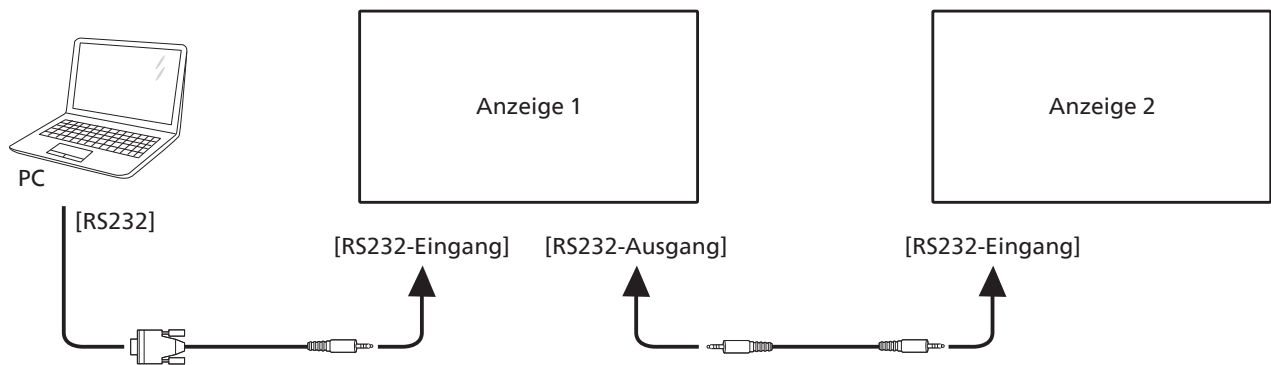 Anzeige 1
Anzeige 2
PC
[RS232]
[RS232-Eingang]
[RS232-Ausgang]
[RS232-Eingang]